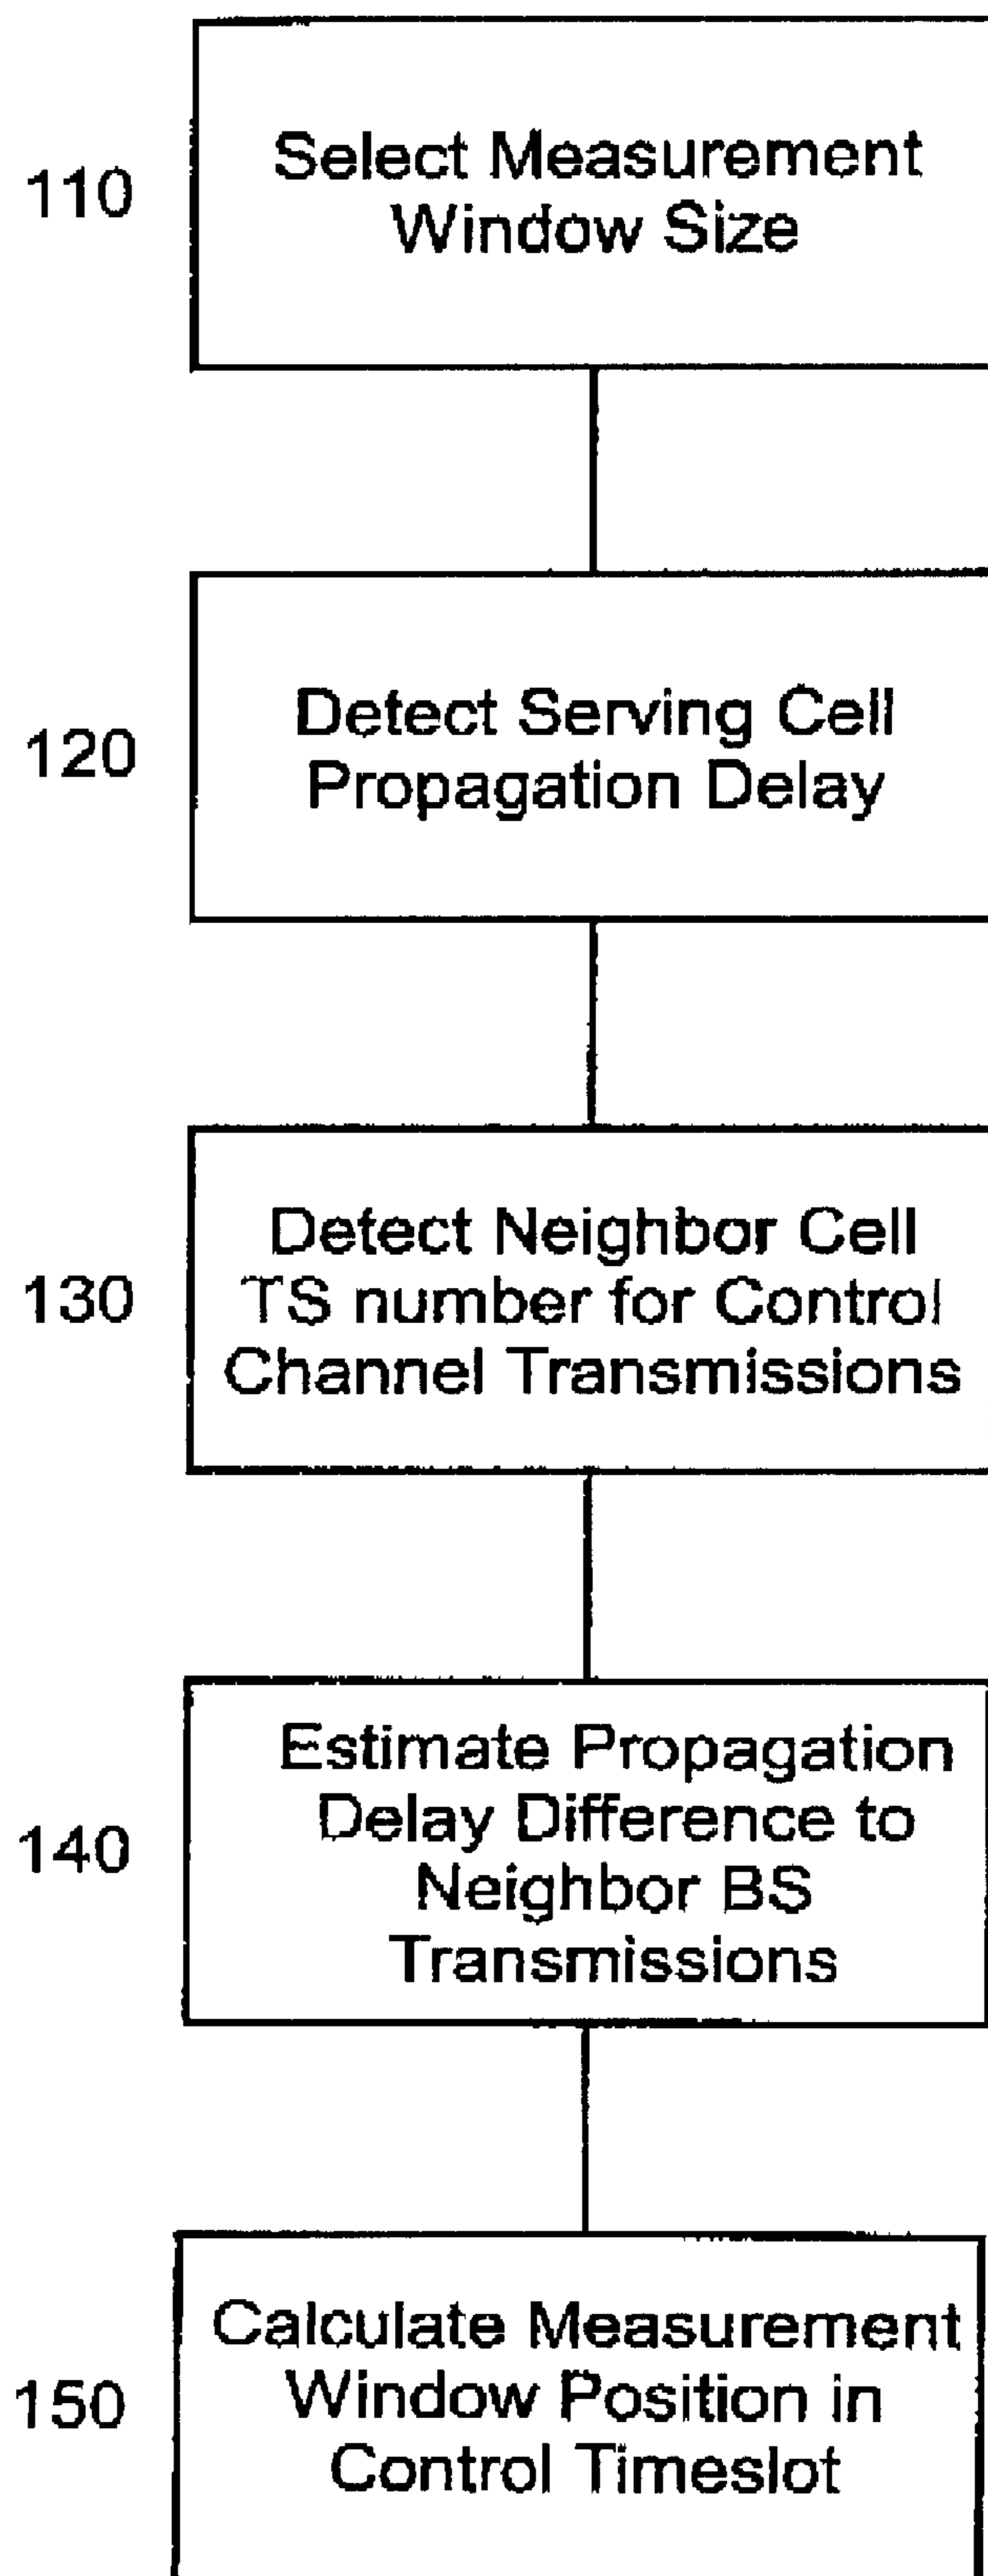 110
Select Measurement
Window Size
120
Detect Serving Cell
Propagation Delay
130
Detect Neighbor Cell
TS number for Control
Channel Transmissions
140
Estimate Propagation
Delay Difference to
Neighbor BS
Transmissions
150
Calculate Measurement
Window Position in
Control Timeslot